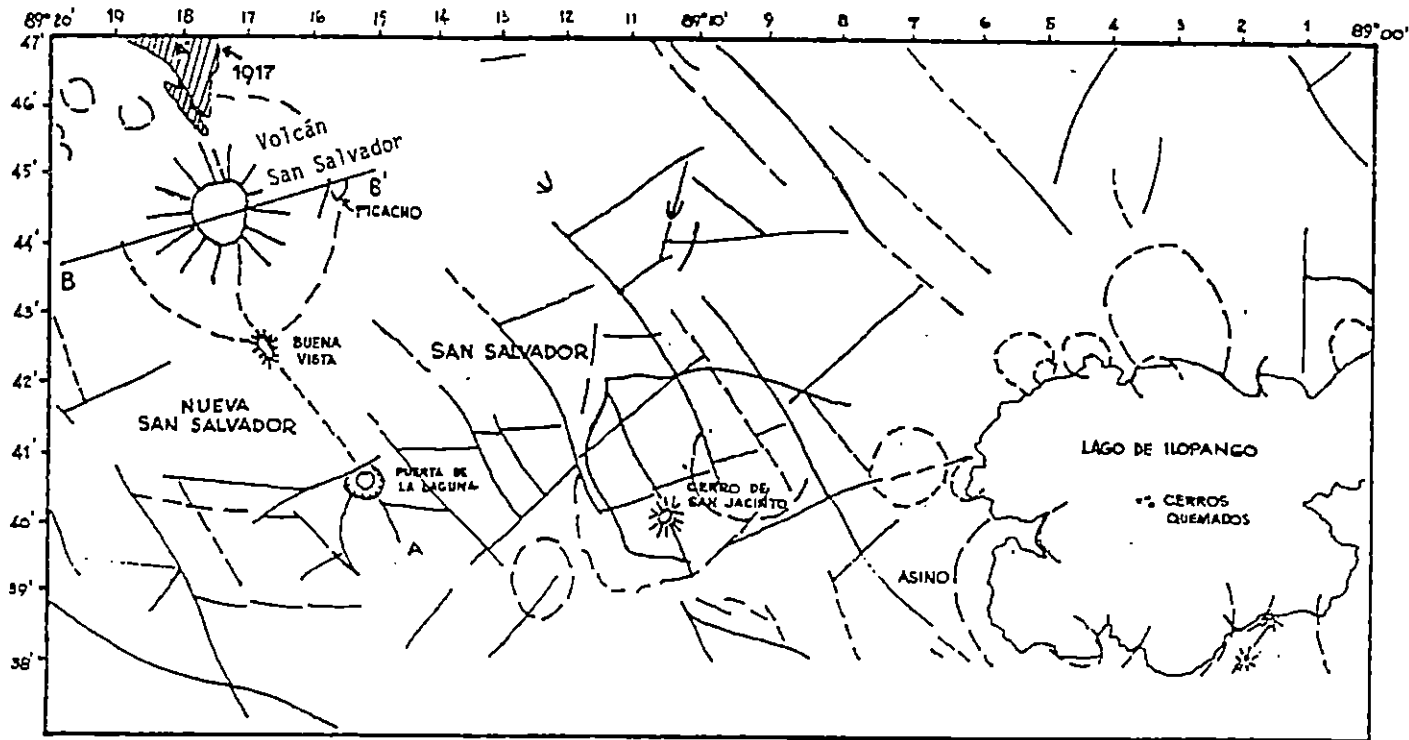 89°20' 19 18 17 16 15 14 13 12 11 89°10' 9 8 7 6 5 4 3 2 1 89°00'
47'
1917
46'
Volcán
San Salvador
45'
B'
PICACHO
44'
B
43'
BUENA
VISTA
SAN SALVADOR
42'
NUEVA
SAN SALVADOR
41'
LAGO DE ILOPANGO
PUERTA DE
LA LAGUNA
CERRO DE
SAN JACINTO
CERROS
QUEMADOS
40'
A
ASINO
39'
38'